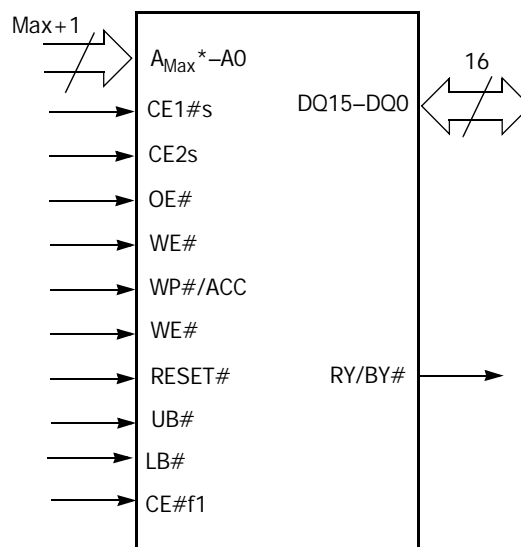 Max+1
AMax*–A0
16
CE1#s
DQ15–DQ0
CE2s
OE#
WE#
WP#/ACC
WE#
RESET#
RY/BY#
UB#
LB#
CE#f1